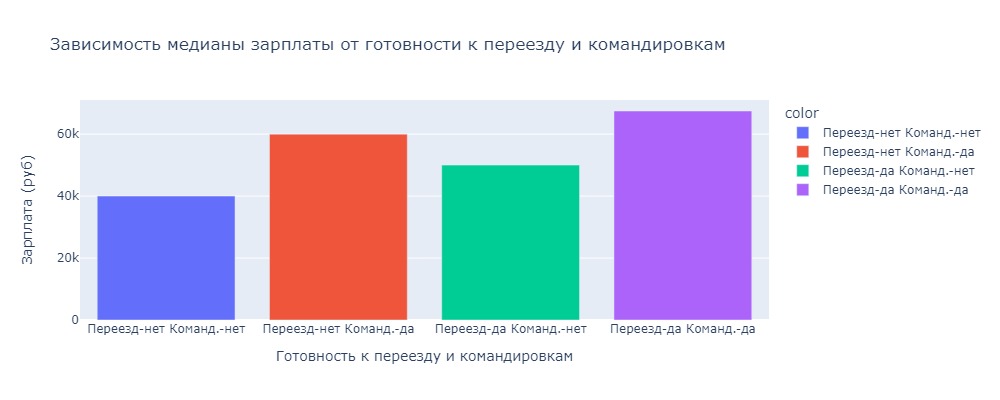 Зависимость медианы зарплаты от готовности к переезду и командировкам
color
Переезд-нет Команд.-нет
Переезд-нет Команд.-да
Переезд-да Команд.-нет
Переезд-да Команд.-да
Зарплата (руб)
60k
40k
20k
0
Переезд-нет Команд.-нет Переезд-нет Команд.-да Переезд-да Команд.-нет Переезд-да Команд.-да
Готовность к переезду и командировкам